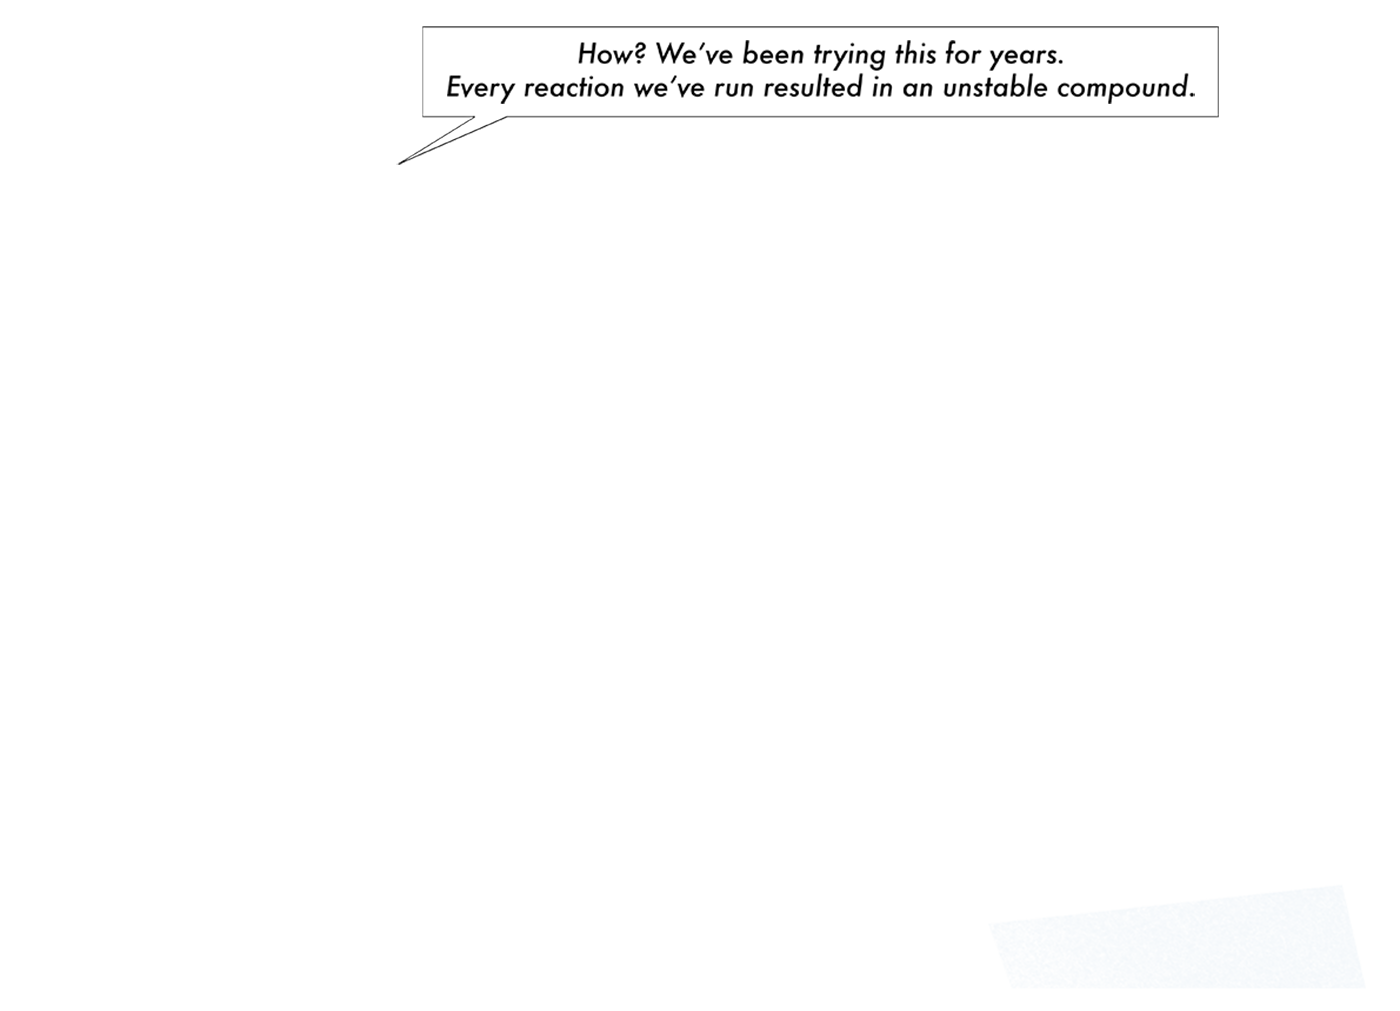 How? We've been trying this for years.
Every reaction we've run resulted in an unstable compound.